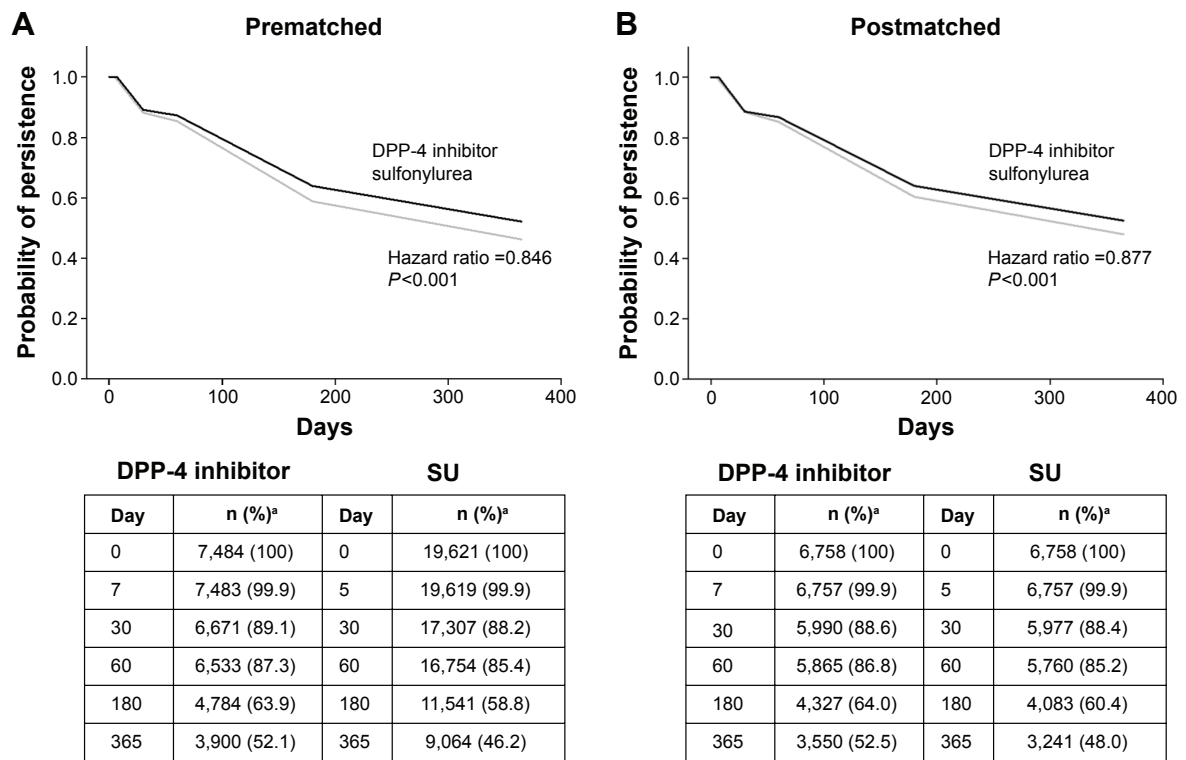 A
Prematched
Probability of persistence
1.0
0.8
0.6
0.4
0.2
0.0
DPP-4 inhibitor
sulfonylurea
Hazard ratio =0.846
P<0.001
0 100 200 300 400
Days
DPP-4 inhibitor SU
Day n (%)ᵃ Day n (%)ᵃ
0 7,484 (100) 0 19,621 (100)
7 7,483 (99.9) 5 19,619 (99.9)
30 6,671 (89.1) 30 17,307 (88.2)
60 6,533 (87.3) 60 16,754 (85.4)
180 4,784 (63.9) 180 11,541 (58.8)
365 3,900 (52.1) 365 9,064 (46.2)
B
Postmatched
Probability of persistence
1.0
0.8
0.6
0.4
0.2
0.0
DPP-4 inhibitor
sulfonylurea
Hazard ratio =0.877
P<0.001
0 100 200 300 400
Days
DPP-4 inhibitor SU
Day n (%)ᵃ Day n (%)ᵃ
0 6,758 (100) 0 6,758 (100)
7 6,757 (99.9) 5 6,757 (99.9)
30 5,990 (88.6) 30 5,977 (88.4)
60 5,865 (86.8) 60 5,760 (85.2)
180 4,327 (64.0) 180 4,083 (60.4)
365 3,550 (52.5) 365 3,241 (48.0)